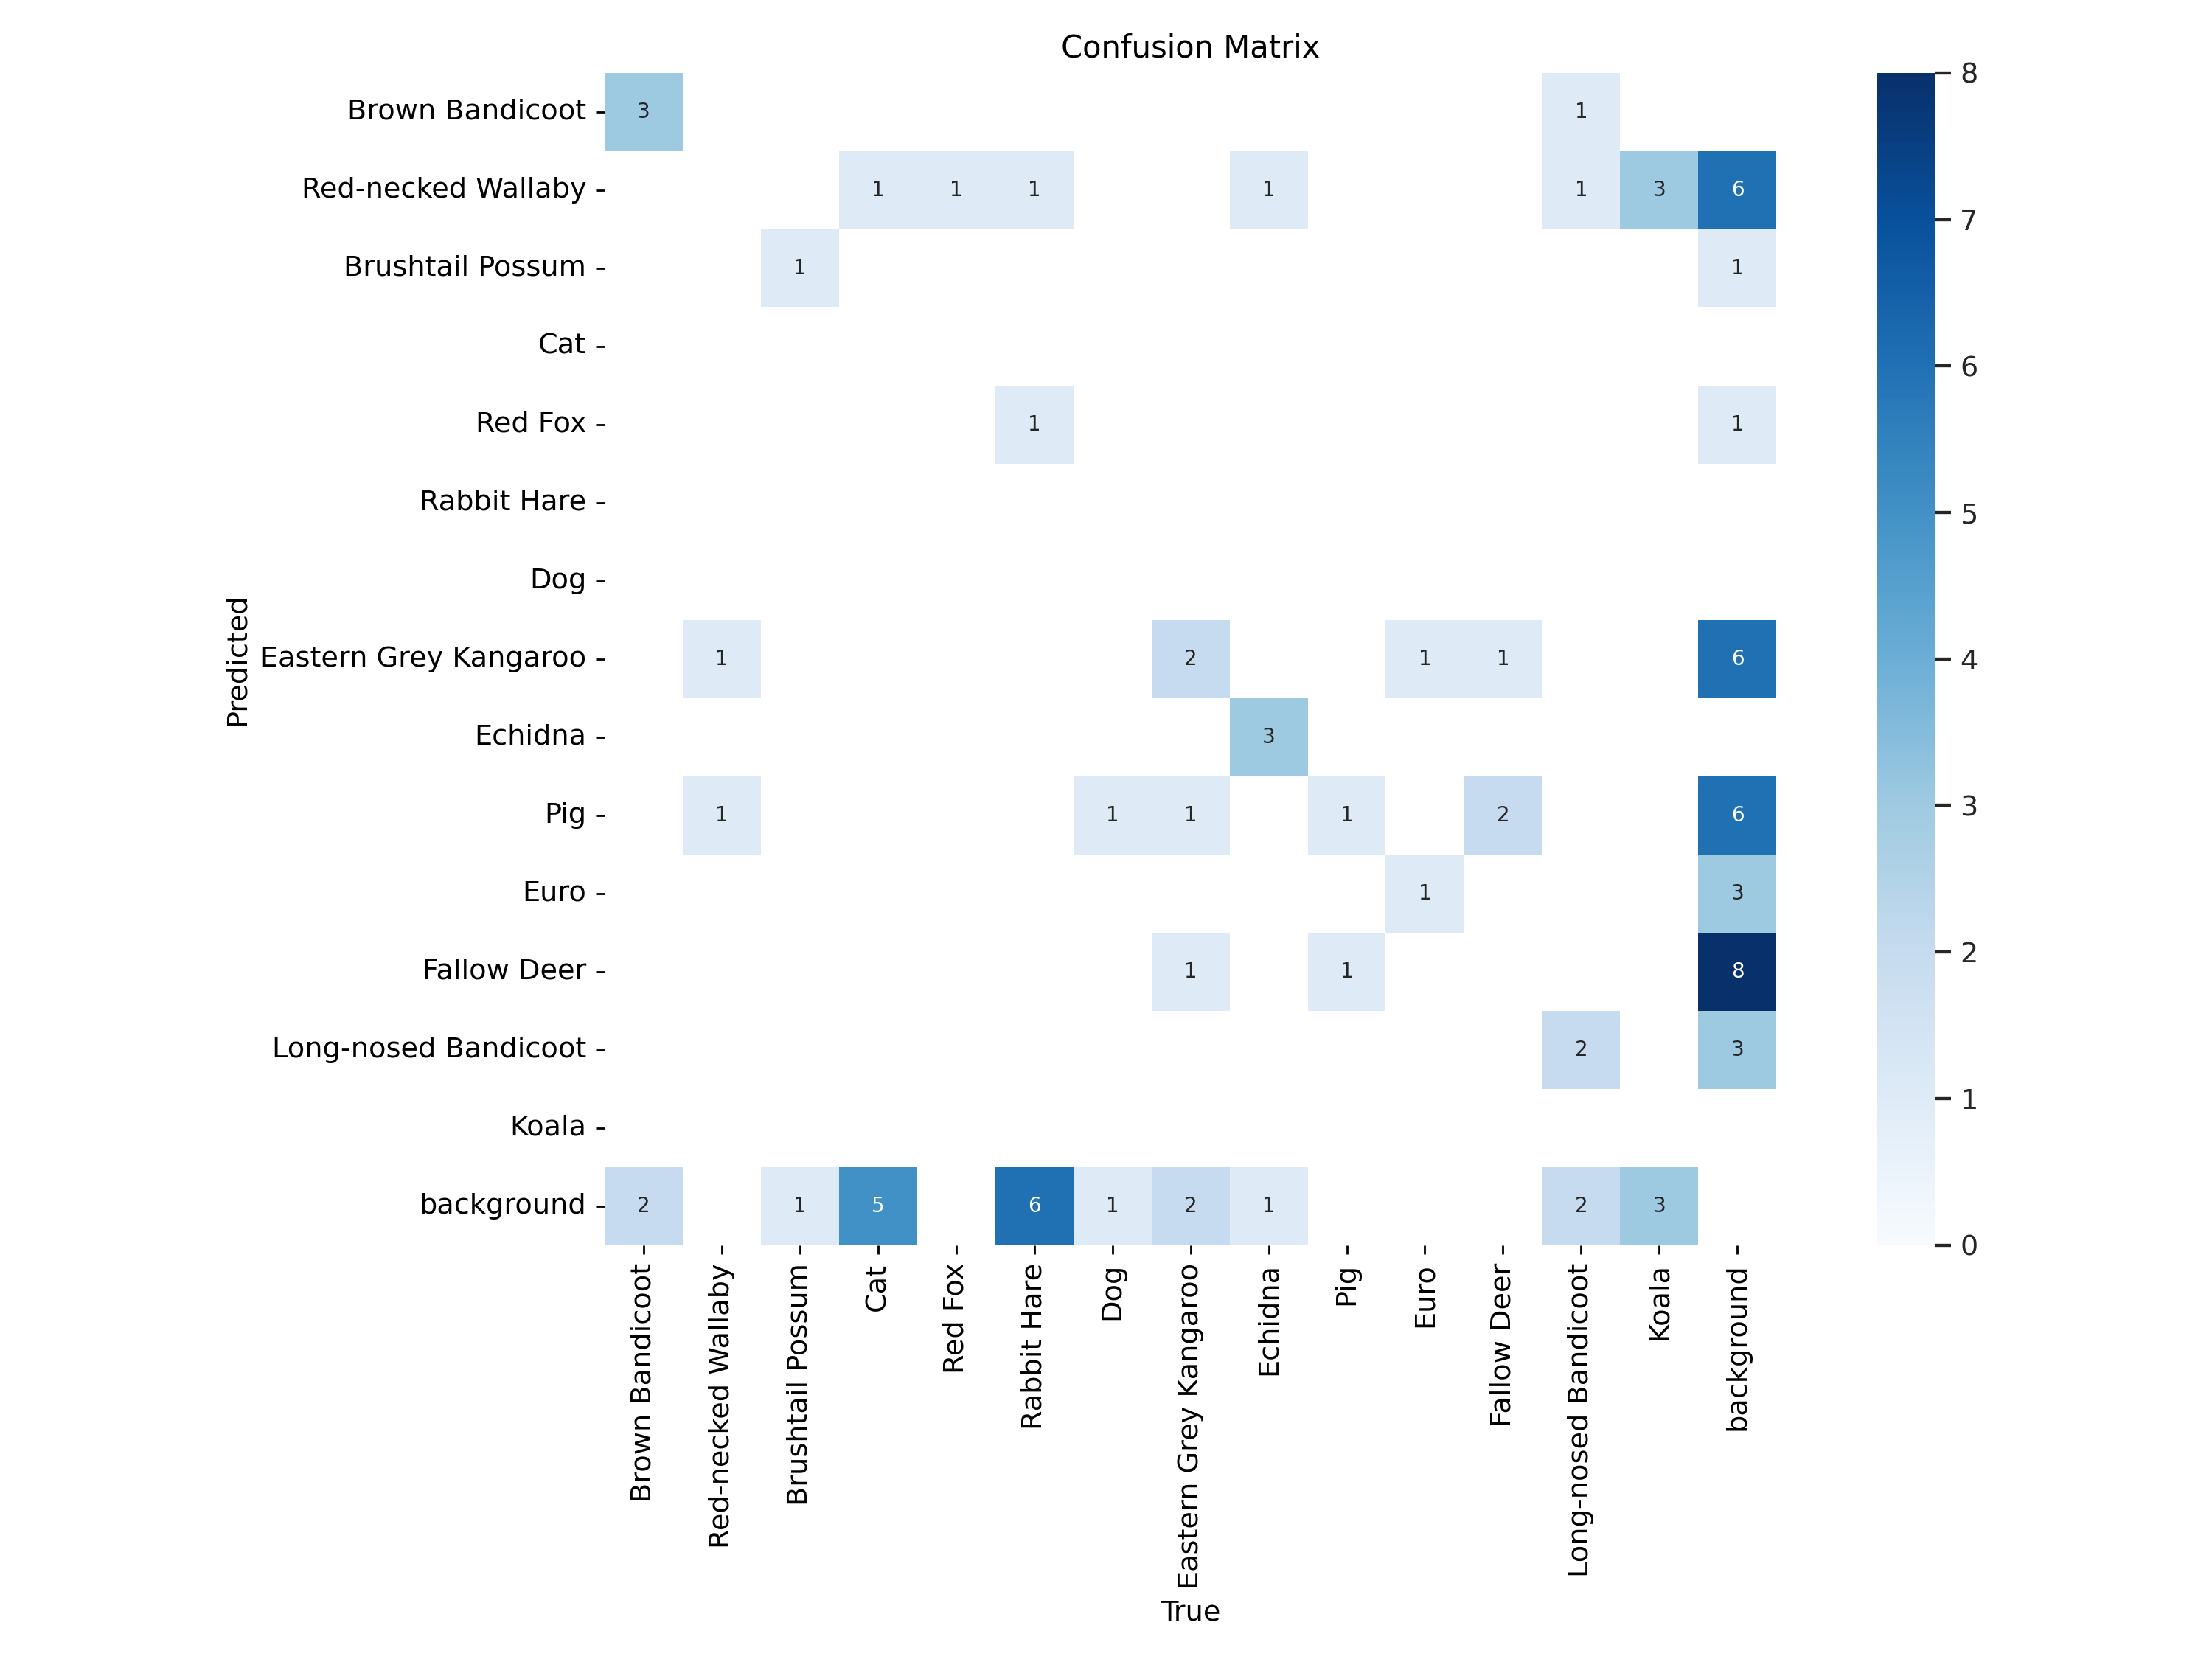 Confusion Matrix
Brown Bandicoot 3 1
Red-necked Wallaby 1 1 1 1 1 3 6
Brushtail Possum 1 1
Cat
Red Fox 1 1
Rabbit Hare
Dog
Eastern Grey Kangaroo 1 2 1 1 6
Echidna 3
Pig 1 1 1 1 2 6
Euro 1 3
Fallow Deer 1 1 8
Long-nosed Bandicoot 2 3
Koala
background 2 1 5 6 1 2 1 2 3
Predicted
Brown Bandicoot
Red-necked Wallaby
Brushtail Possum
Cat
Red Fox
Rabbit Hare
Dog
Eastern Grey Kangaroo
Echidna
Pig
Euro
Fallow Deer
Long-nosed Bandicoot
Koala
background
True
8
7
6
5
4
3
2
1
0